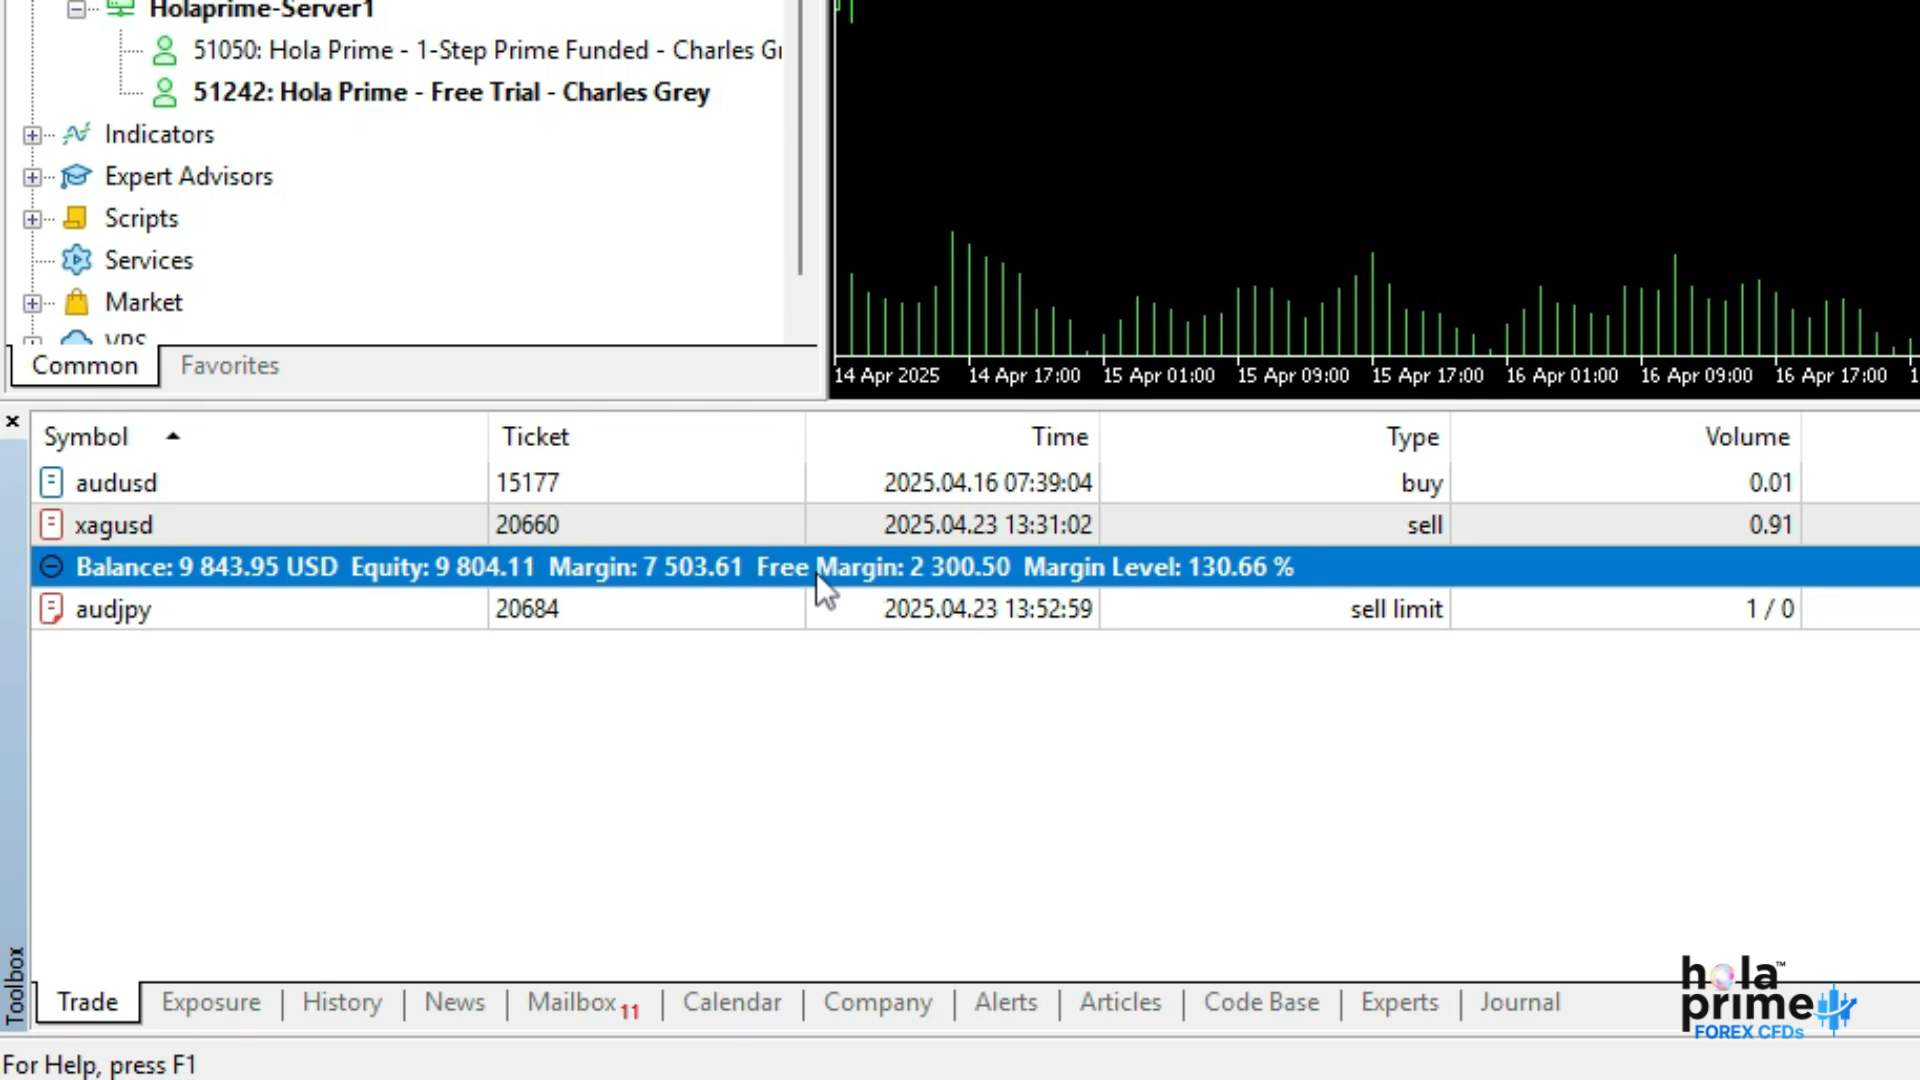 Holaprime-Server1
51050: Hola Prime - 1-Step Prime Funded - Charles Gr
51242: Hola Prime - Free Trial - Charles Grey
Indicators
Expert Advisors
Scripts
Services
Market
VPS
Common Favorites
14 Apr 2025 14 Apr 17:00 15 Apr 01:00 15 Apr 09:00 15 Apr 17:00 16 Apr 01:00 16 Apr 09:00 16 Apr 17:00 1
Symbol Ticket Time Type Volume
audusd 15177 2025.04.16 07:39:04 buy 0.01
xagusd 20660 2025.04.23 13:31:02 sell 0.91
Balance: 9 843.95 USD Equity: 9 804.11 Margin: 7 503.61 Free Margin: 2 300.50 Margin Level: 130.66 %
audjpy 20684 2025.04.23 13:52:59 sell limit 1 / 0
Toolbox
Trade Exposure History News Mailbox 11 Calendar Company Alerts Articles Code Base Experts Journal
hola™
prime
FOREX CFDs
For Help, press F1